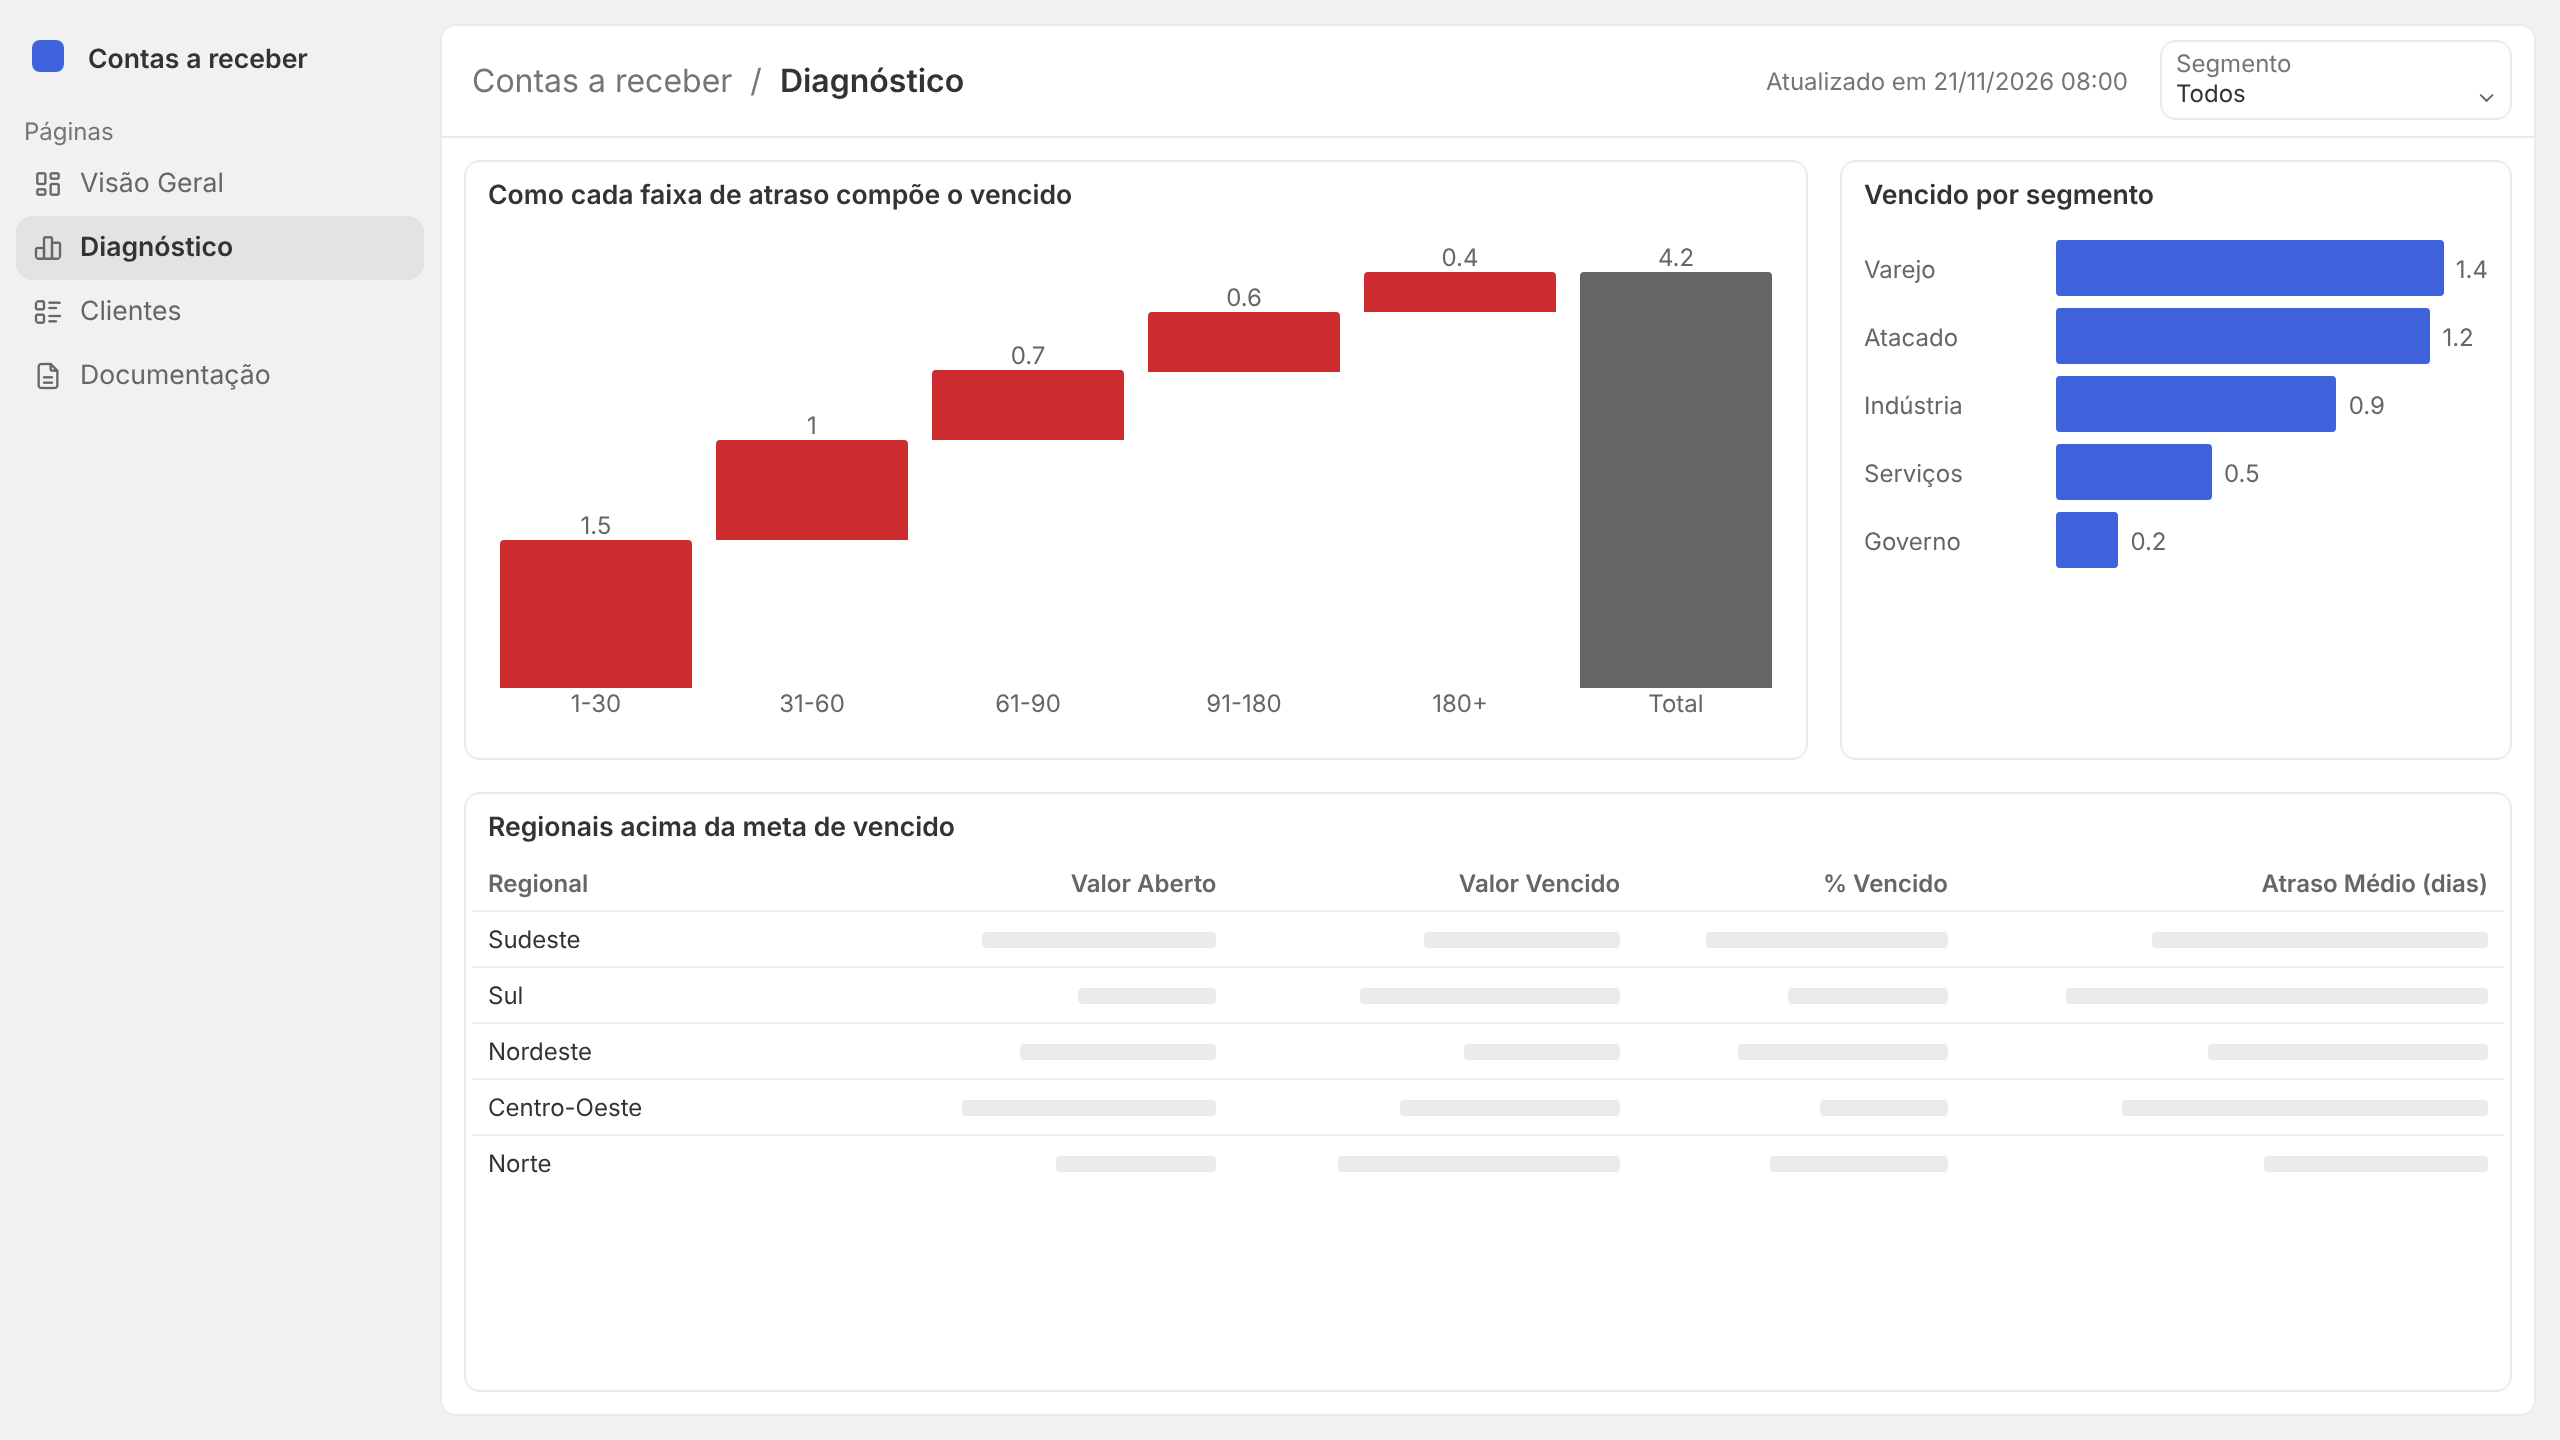 Contas a receber
Páginas
Visão Geral
Diagnóstico
Clientes
Documentação
Contas a receber / Diagnóstico
Atualizado em 21/11/2026 08:00
Segmento
Todos
Como cada faixa de atraso compõe o vencido
1.5
1
0.7
0.6
0.4
4.2
1-30
31-60
61-90
91-180
180+
Total
Vencido por segmento
Varejo 1.4
Atacado 1.2
Indústria 0.9
Serviços 0.5
Governo 0.2
Regionais acima da meta de vencido
Regional Valor Aberto Valor Vencido % Vencido Atraso Médio (dias)
Sudeste
Sul
Nordeste
Centro-Oeste
Norte